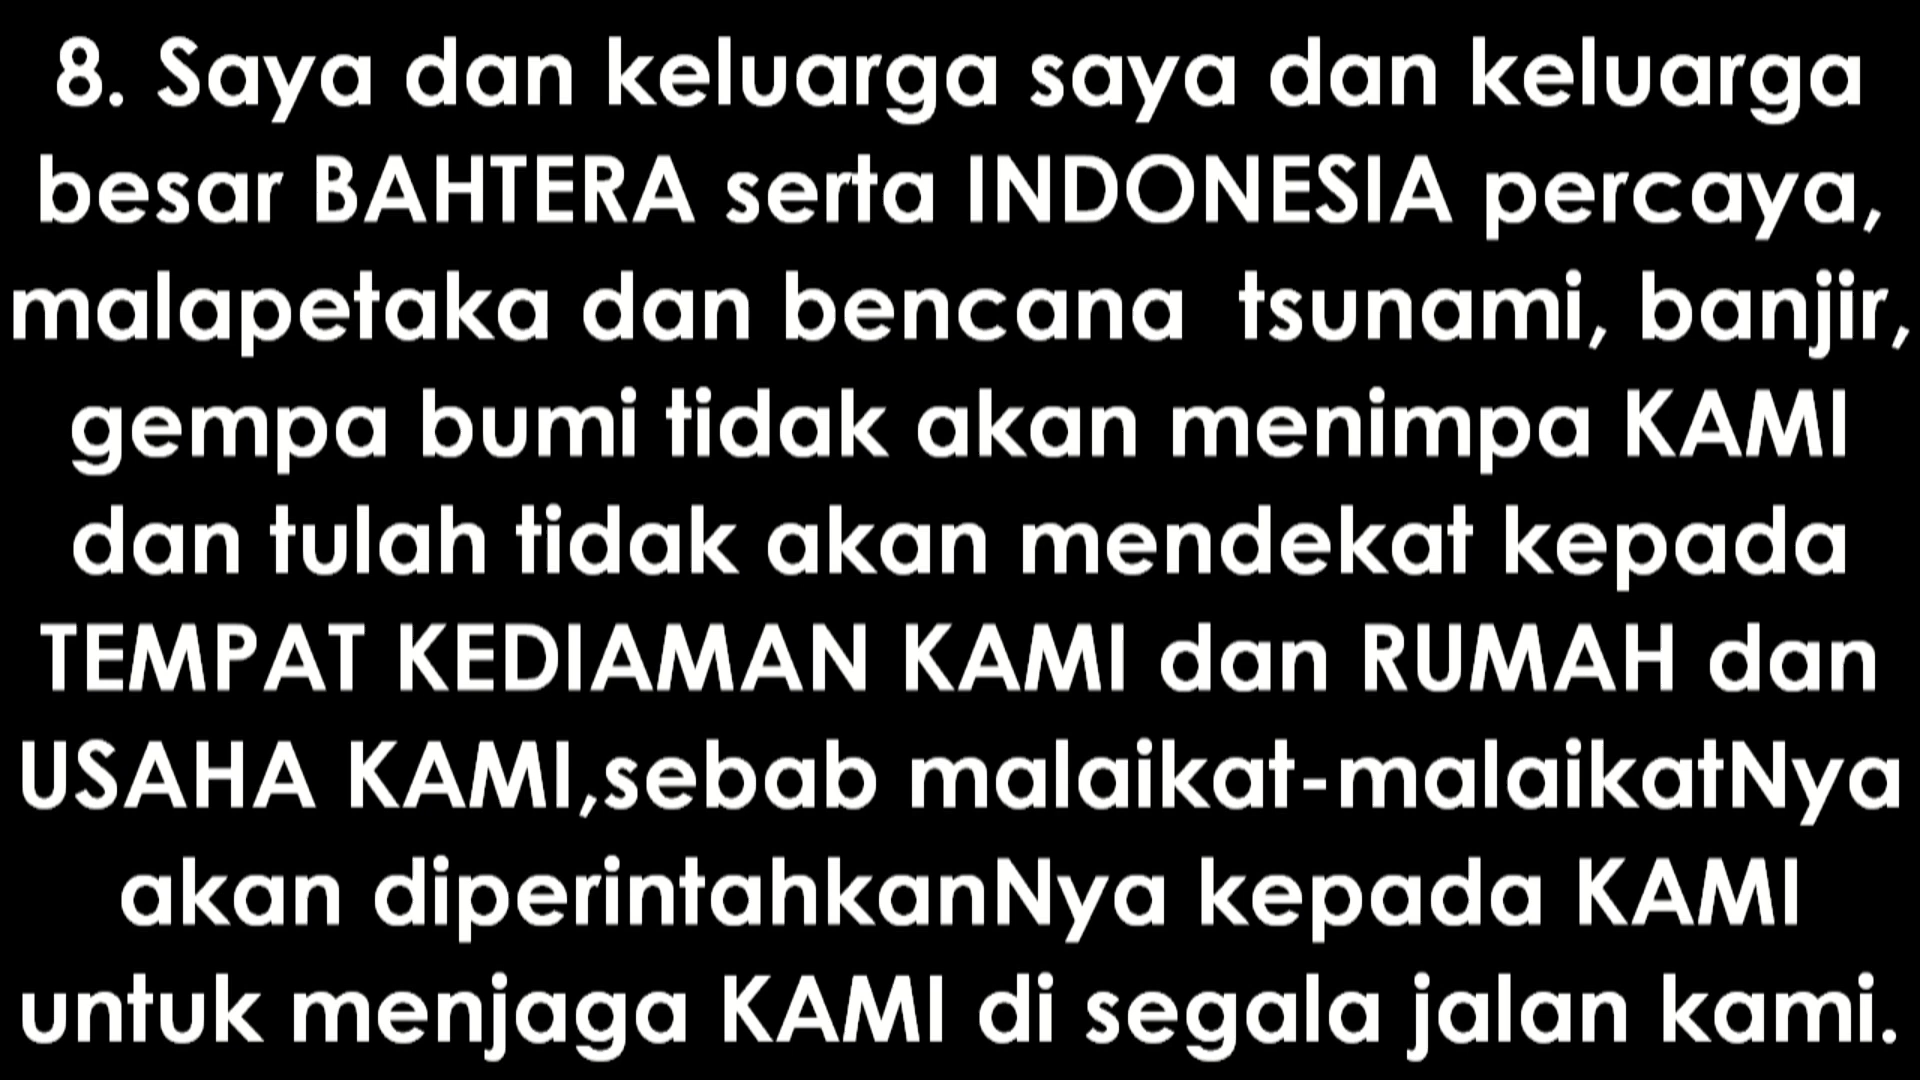 8. Saya dan keluarga saya dan keluarga
besar BAHTERA serta INDONESIA percaya,
malapetaka dan bencana  tsunami, banjir,
gempa bumi tidak akan menimpa KAMI
dan tulah tidak akan mendekat kepada
TEMPAT KEDIAMAN KAMI dan RUMAH dan
USAHA KAMI,sebab malaikat-malaikatNya
akan diperintahkanNya kepada KAMI
untuk menjaga KAMI di segala jalan kami.